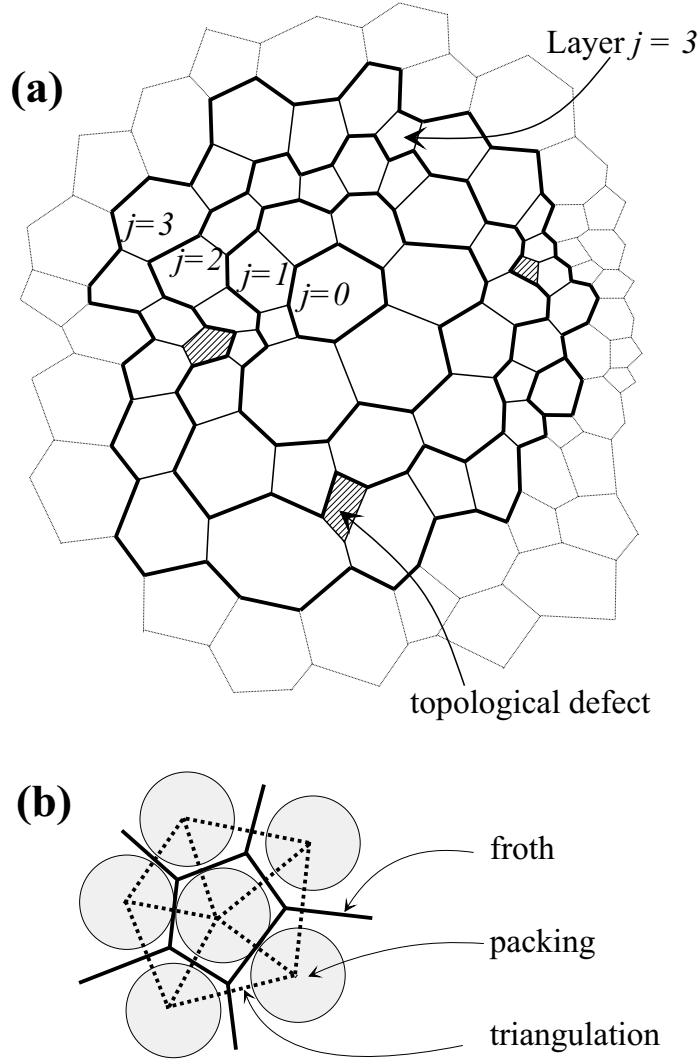 Layer j = 3
(a)
j=3
j=2
j=1
j=0
topological defect
(b)
froth
packing
triangulation